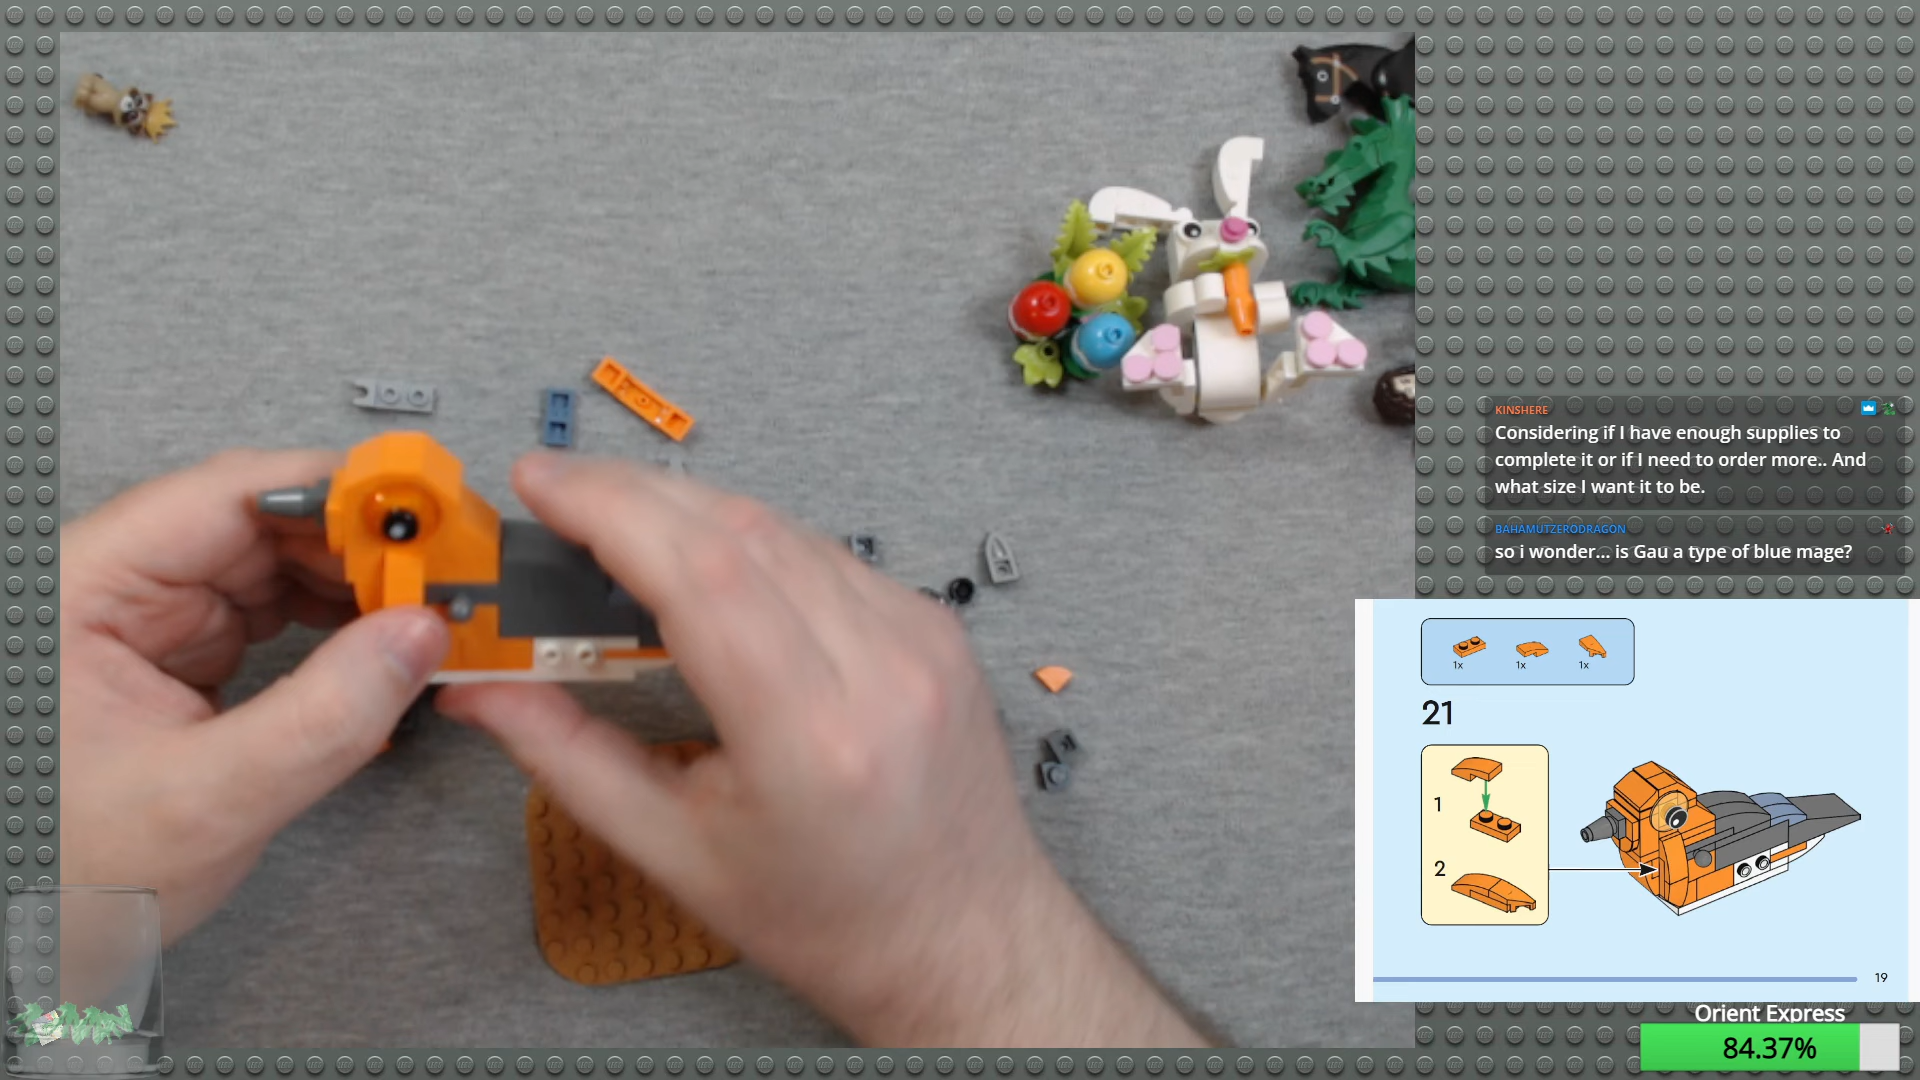 KINSHERE
Considering if I have enough supplies to
complete it or if I need to order more.. And
what size I want it to be.
BAHAMUTZERODRAGON
so i wonder... is Gau a type of blue mage?
1x 1x 1x
21
1
2
19
Orient Express
84.37%